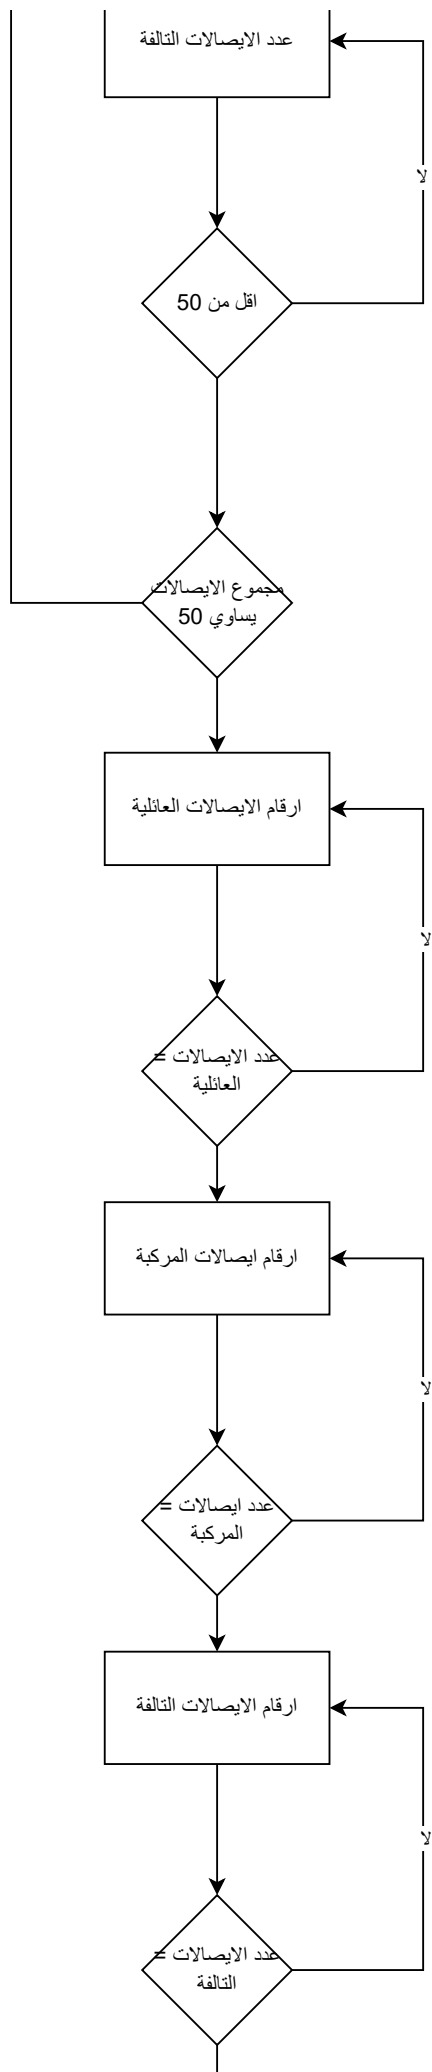 عدد الايصالات التالفة
لا
اقل من 50
مجموع الايصالات
يساوي 50
ارقام الايصالات العائلية
لا
عدد الايصالات =
العائلية
ارقام ايصالات المركبة
لا
عدد ايصالات =
المركبة
ارقام الايصالات التالفة
لا
عدد الايصالات =
التالفة